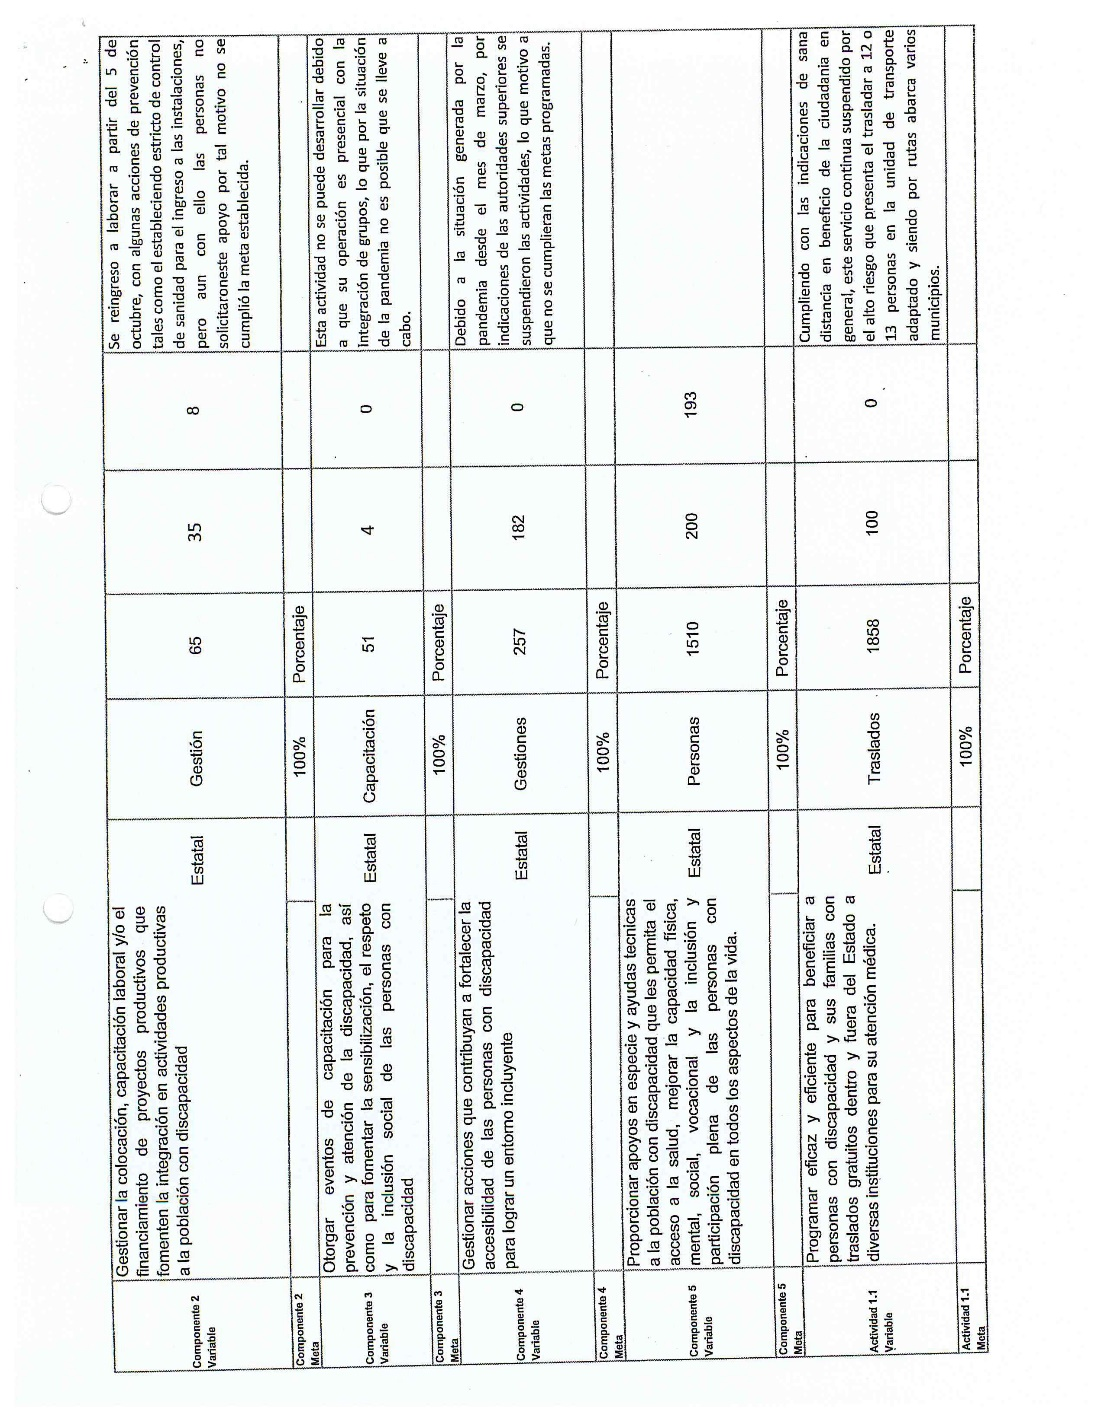 Componente 2
Variable
Gestionar la colocación, capacitación laboral y/o el
financiamiento de proyectos productivos que
fomenten la integración en actividades productivas
a la población con discapacidad
Estatal
Gestión
65
35
8
Se reingreso a laborar a partir del 5 de
octubre, con algunas acciones de prevención
tales como el estableciendo estricto de control
de sanidad para el ingreso a las instalaciones,
pero aun con ello las personas no
solicitaroneste apoyo por tal motivo no se
cumplió la meta establecida.
Componente 2
Meta
100%
Porcentaje
Componente 3
Variable
Otorgar eventos de capacitación para la
prevención y atención de la discapacidad, así
como para fomentar la sensibilización, el respeto
y la inclusión social de las personas con
discapacidad
Estatal
Capacitación
51
4
0
Esta actividad no se puede desarrollar debido
a que su operación es presencial con la
Integración de grupos, lo que por la situación
de la pandemia no es posible que se lleve a
cabo.
Componente 3
Meta
100%
Porcentaje
Componente 4
Variable
Gestionar acciones que contribuyan a fortalecer la
accesibilidad de las personas con discapacidad
para lograr un entorno incluyente
Estatal
Gestiones
257
182
0
Debido a la situación generada por la
pandemia desde el mes de marzo, por
indicaciones de las autoridades superiores se
suspendieron las actividades, lo que motivo a
que no se cumplieran las metas programadas.
Componente 4
Meta
100%
Porcentaje
Componente 5
Variable
Proporcionar apoyos en especie y ayudas tecnicas
a la población con discapacidad que les permita el
acceso a la salud, mejorar la capacidad física,
mental, social, vocacional y la inclusión y
participación plena de las personas con
discapacidad en todos los aspectos de la vida.
Estatal
Personas
1510
200
193
Componente 5
Meta
100%
Porcentaje
Actividad 1.1
Variable
Programar eficaz y eficiente para beneficiar a
personas con discapacidad y sus familias con
traslados gratuitos dentro y fuera del Estado a
diversas instituciones para su atención médica.
Estatal
Traslados
1858
100
0
Cumpliendo con las indicaciones de sana
distancia en beneficio de la ciudadania en
general, este servicio continua suspendido por
el alto riesgo que presenta el trasladar a 12 o
13 personas en la unidad de transporte
adaptado y siendo por rutas abarca varios
municipios.
Actividad 1.1
Meta
100%
Porcentaje